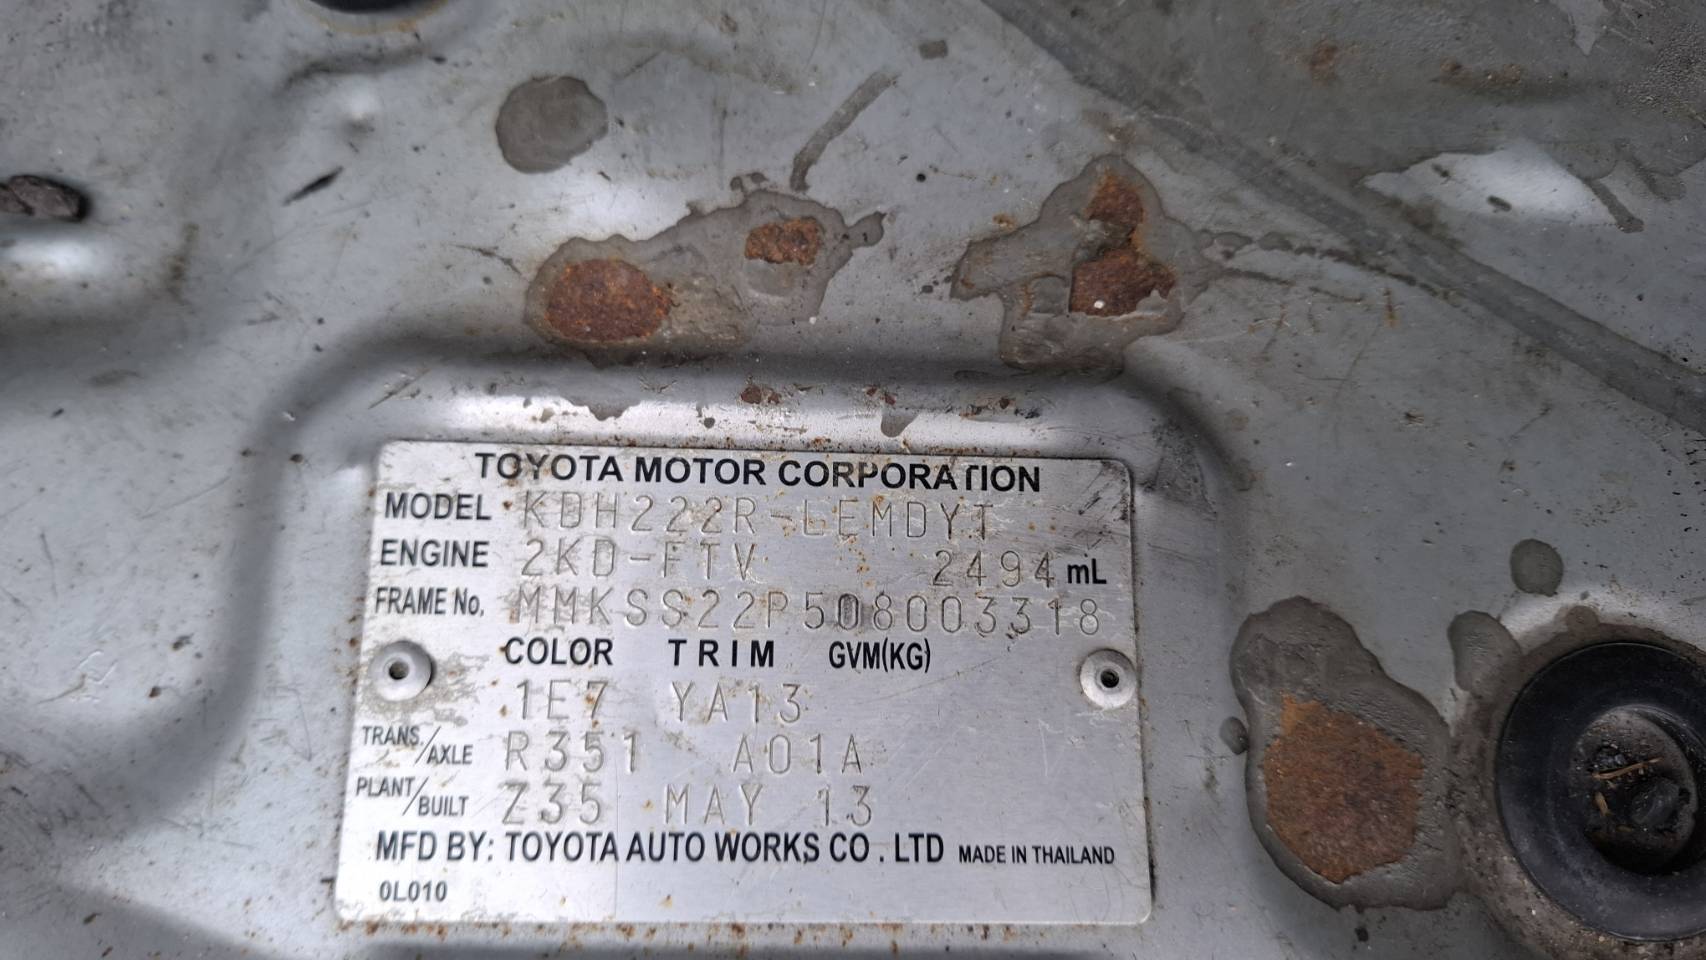 TOYOTA MOTOR CORPORATION
MODEL KDH222R-LEMDYT
ENGINE 2KD-FTV 2494 mL
FRAME No. MMKSS22P508003318
COLOR TRIM GVM(KG)
1E7 YA13
TRANS./AXLE R351 A01A
PLANT/BUILT Z35 MAY 13
MFD BY: TOYOTA AUTO WORKS CO . LTD MADE IN THAILAND
0L010